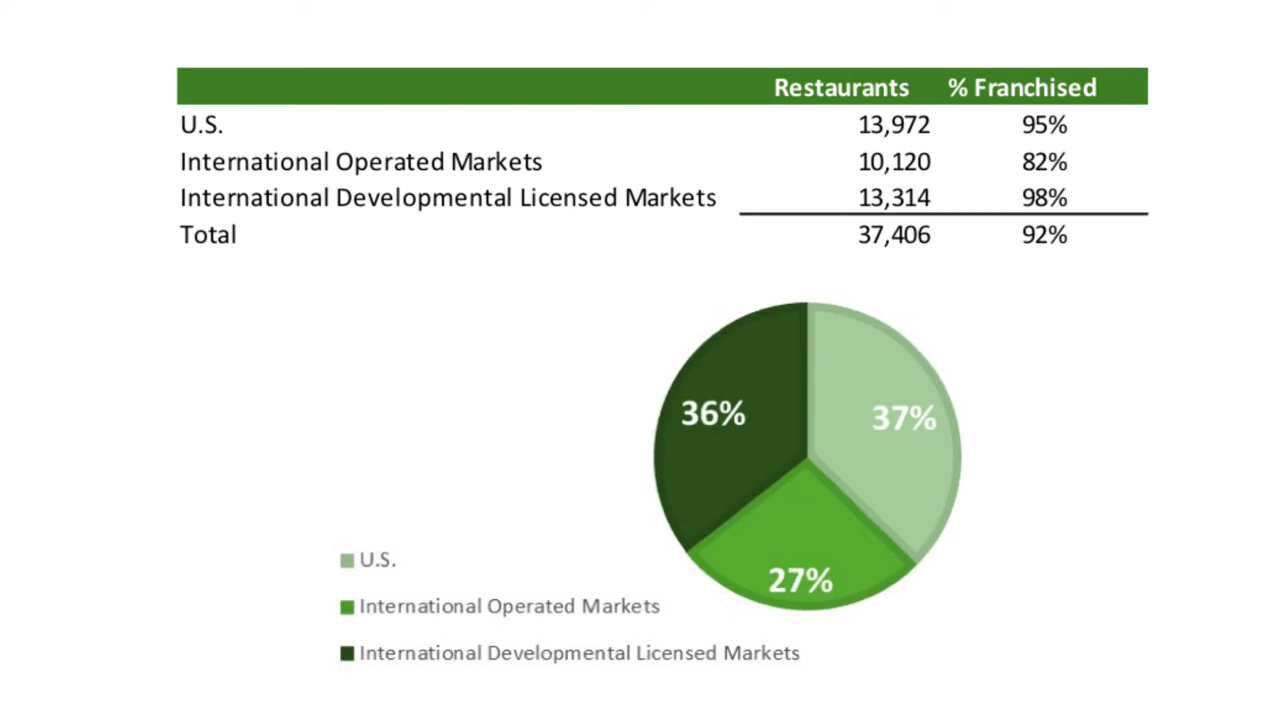 Restaurants % Franchised
U.S. 13,972 95%
International Operated Markets 10,120 82%
International Developmental Licensed Markets 13,314 98%
Total 37,406 92%
36%
37%
27%
U.S.
International Operated Markets
International Developmental Licensed Markets